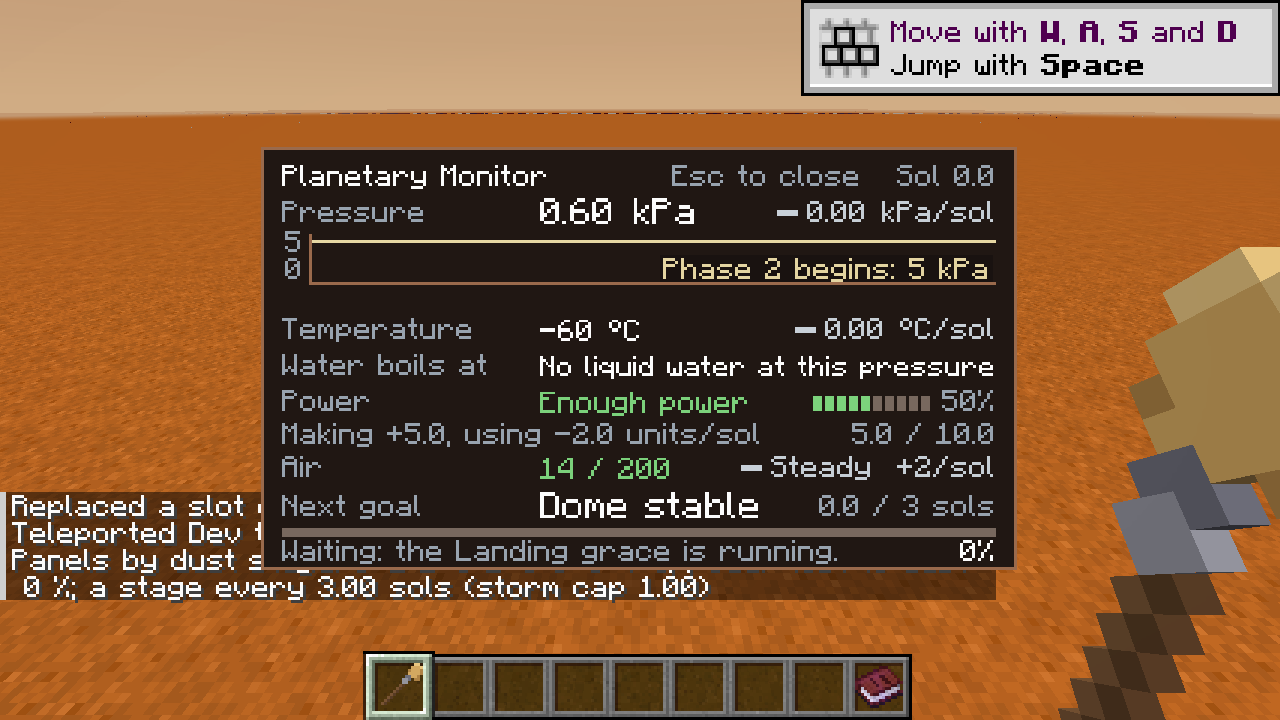 Move with W, A, S and D
Jump with Space
Planetary Monitor Esc to close Sol 0.0
Pressure 0.60 kPa 0.00 kPa/sol
5
0 Phase 2 begins: 5 kPa
Temperature -60 °C 0.00 °C/sol
Water boils at No liquid water at this pressure
Power Enough power 50%
Making +5.0, using -2.0 units/sol 5.0 / 10.0
Air 14 / 200 Steady +2/sol
Next goal Dome stable 0.0 / 3 sols
Waiting: the Landing grace is running. 0%
Replaced a slot
Teleported Dev
Panels by dust
0 %; a stage every 3.00 sols (storm cap 1.00)